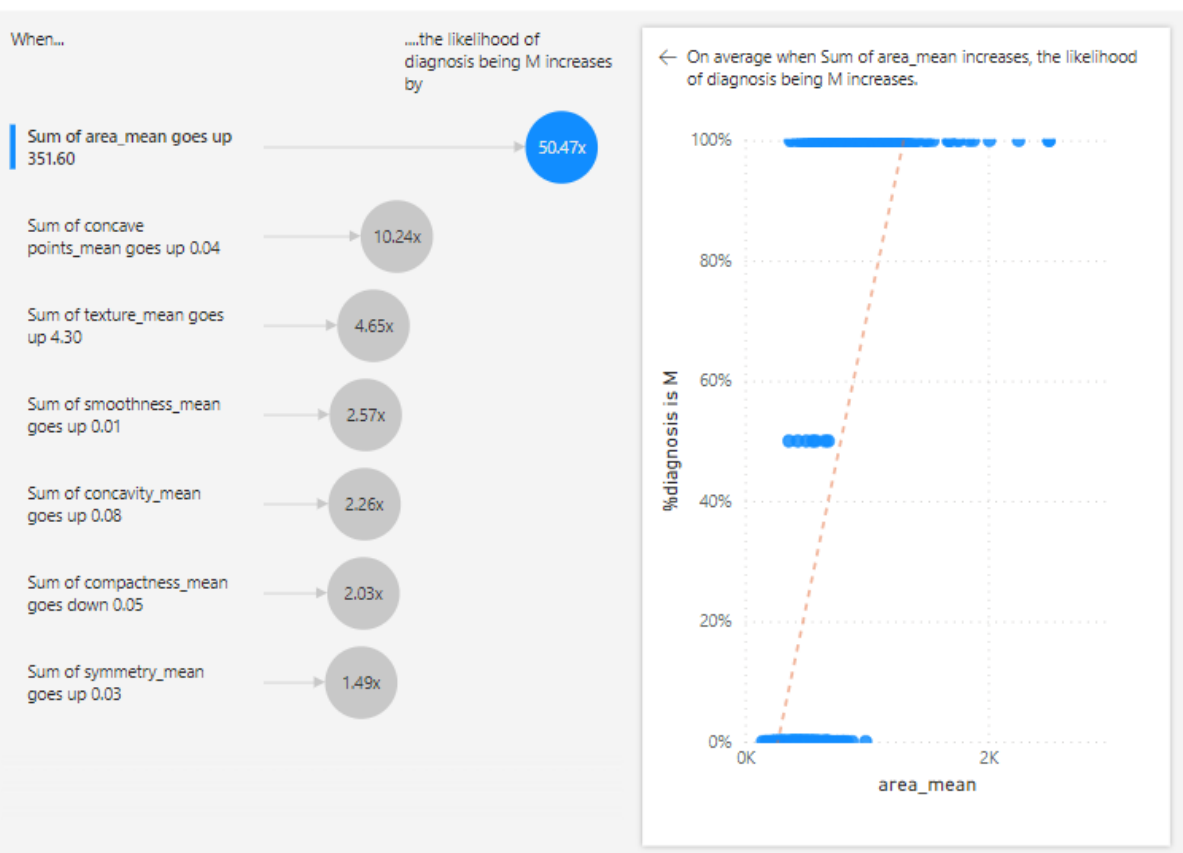 When...
....the likelihood of
diagnosis being M increases
by
Sum of area_mean goes up
351.60
50.47x
Sum of concave
points_mean goes up 0.04
10.24x
Sum of texture_mean goes
up 4.30
4.65x
Sum of smoothness_mean
goes up 0.01
2.57x
Sum of concavity_mean
goes up 0.08
2.26x
Sum of compactness_mean
goes down 0.05
2.03x
Sum of symmetry_mean
goes up 0.03
1.49x
← On average when Sum of area_mean increases, the likelihood
of diagnosis being M increases.
100%
80%
60%
40%
20%
0%
%diagnosis is M
0K
2K
area_mean